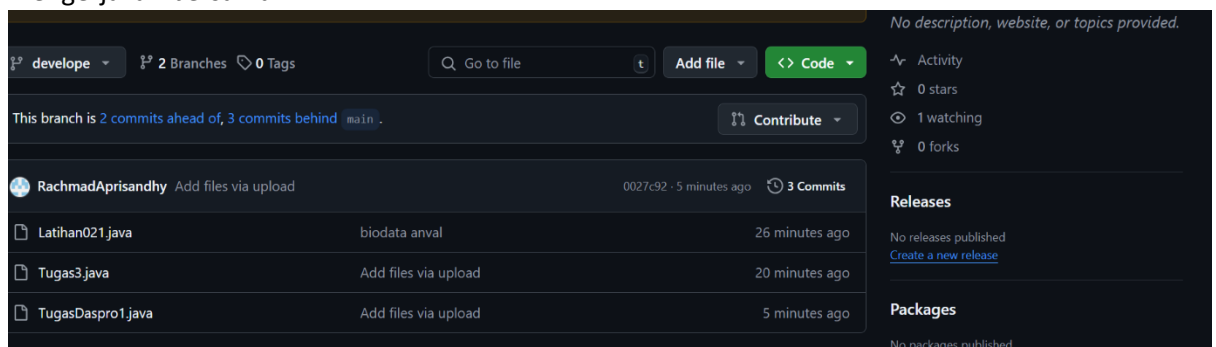 No description, website, or topics provided.
develope
2 Branches
0 Tags
Go to file
t
Add file
Code
Activity
0 stars
1 watching
0 forks
This branch is 2 commits ahead of, 3 commits behind main .
Contribute
RachmadAprisandhy Add files via upload
0027c92 · 5 minutes ago
3 Commits
Latihan021.java biodata anval 26 minutes ago
Tugas3.java Add files via upload 20 minutes ago
TugasDaspro1.java Add files via upload 5 minutes ago
Releases
No releases published
Create a new release
Packages
No packages published